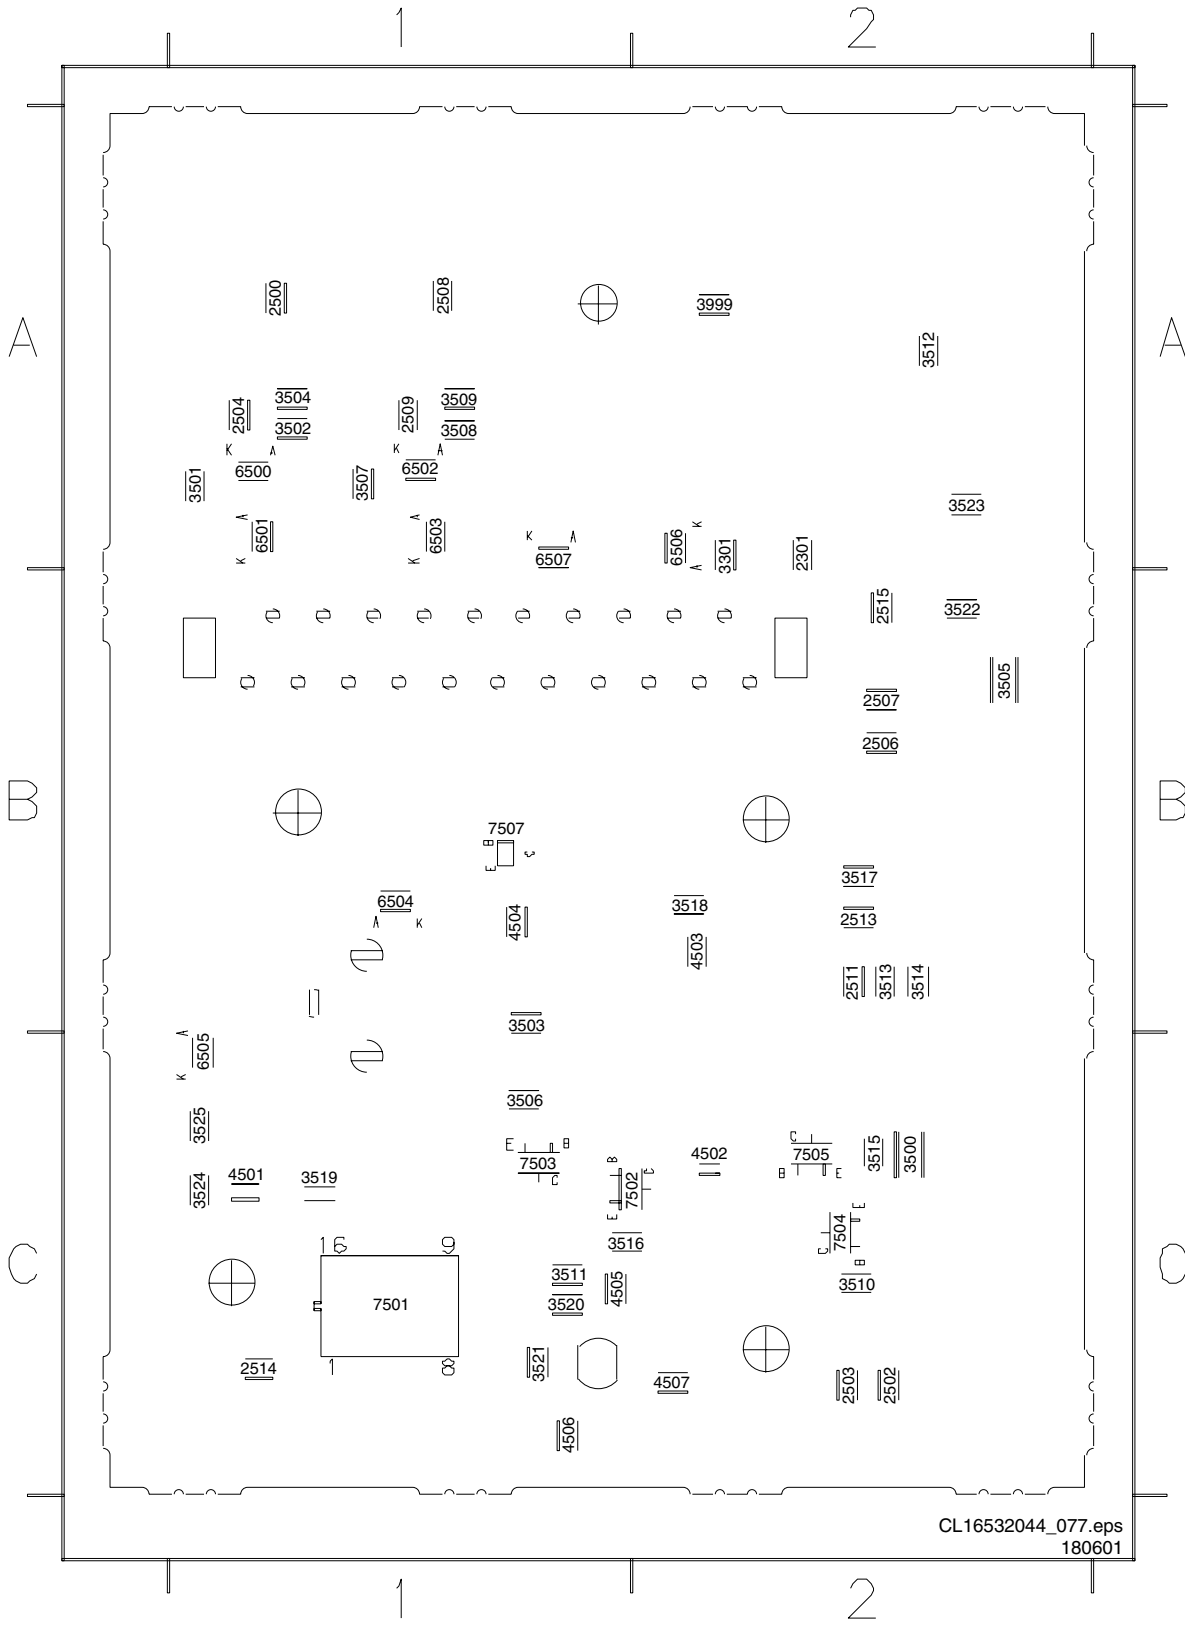 1
2
A
A
2500
2508
3999
3512
2504
3504
2509
3509
3502
3508
K
A
K
A
3501
6500
3507
6502
3523
A
6501
K
A
6503
K
K
A
6507
6506
K
A
3301
2301
2515
3522
3505
2507
2506
B
B
7507
B
E
C
3517
6504
A
K
4504
3518
2513
4503
2511
3513
3514
3503
A
6505
K
3506
3525
E
B
7503
C
B
7502
C
E
4502
C
7505
B
E
3515
3500
3524
4501
3519
E
7504
C
B
3516
C
C
16
9
7501
1
8
3511
4505
3510
3520
2514
3521
4507
2503
2502
4506
CL16532044_077.eps
180601
1
2